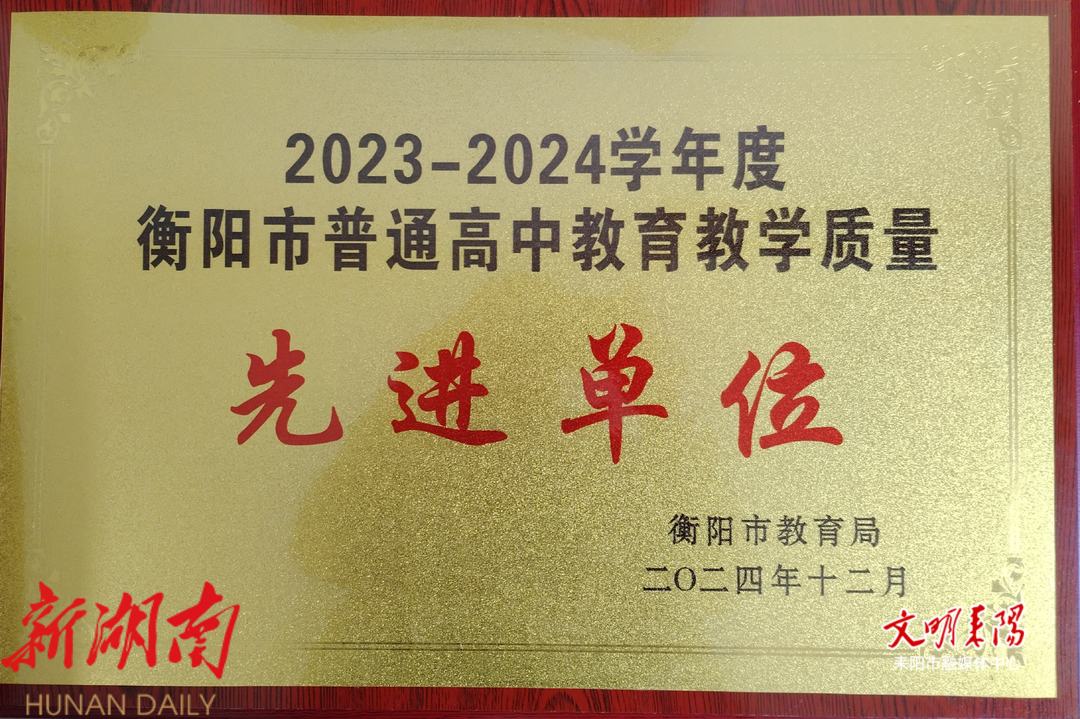 2023-2024学年度
衡阳市普通高中教育教学质量
先进单位
衡阳市教育局
二〇二四年十二月
新湖南
HUNAN DAILY
文明耒陽
耒阳市融媒体中心